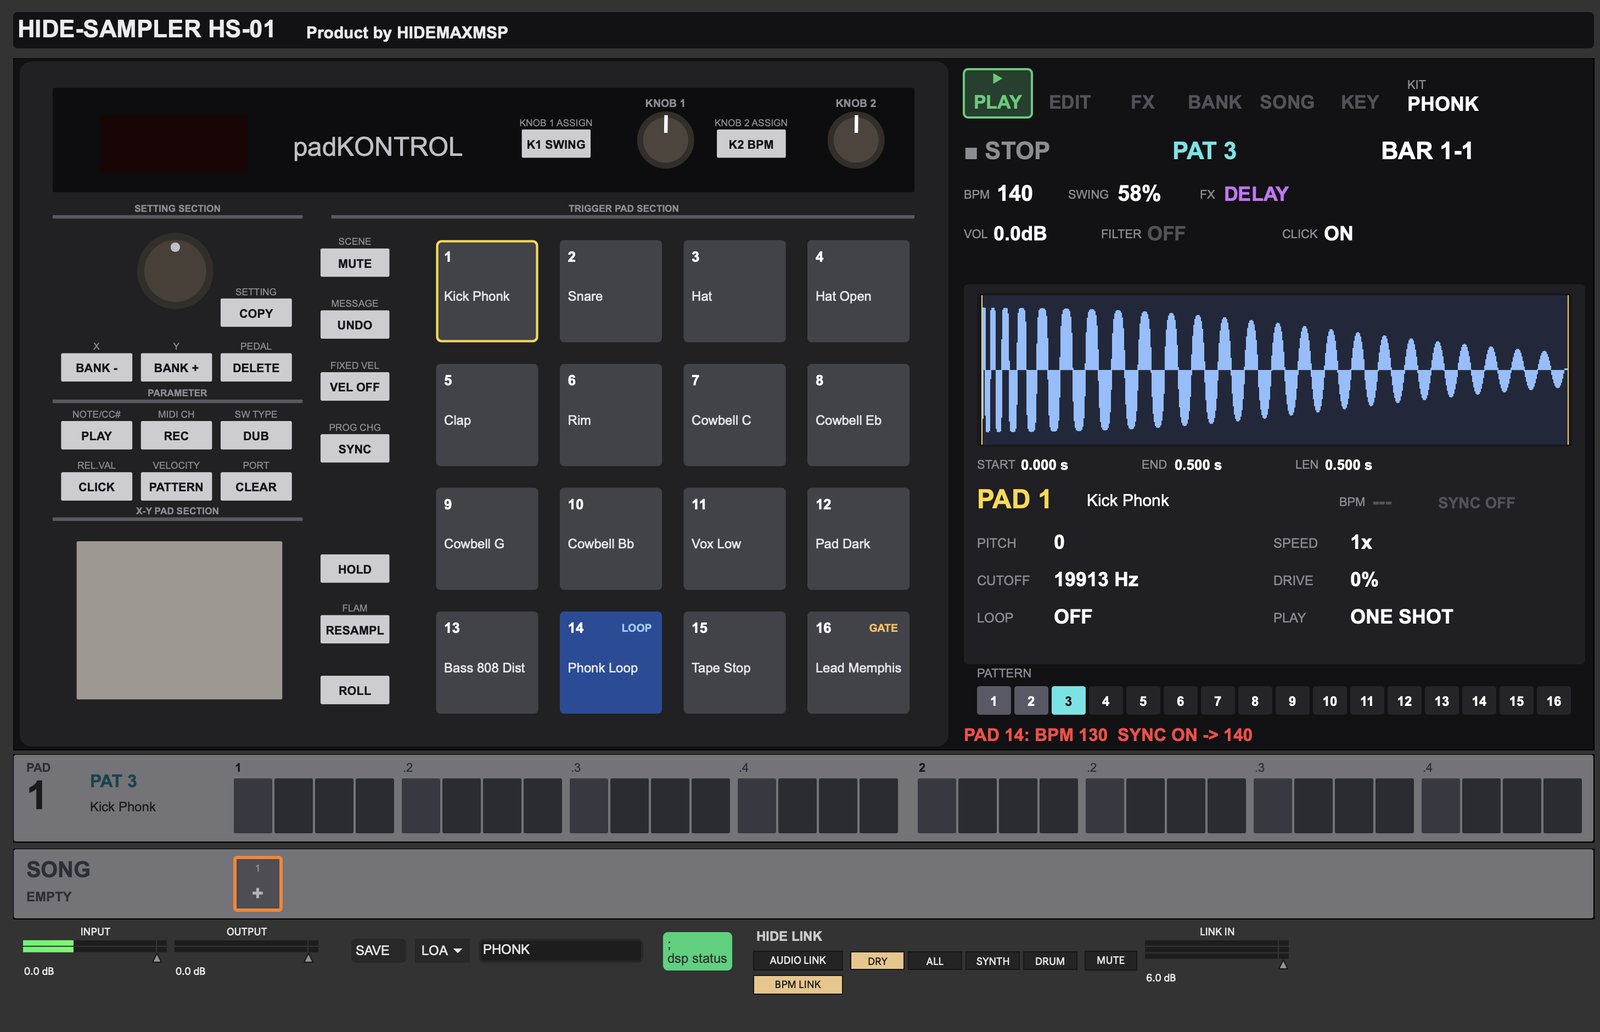 HIDE-SAMPLER HS-01 Product by HIDEMAXMSP
padKONTROL
KNOB 1 ASSIGN
K1 SWING
KNOB 1
KNOB 2 ASSIGN
K2 BPM
KNOB 2
SETTING SECTION
SETTING
COPY
X Y PEDAL
BANK - BANK + DELETE
PARAMETER
NOTE/CC# MIDI CH SW TYPE
PLAY REC DUB
REL.VAL VELOCITY PORT
CLICK PATTERN CLEAR
X-Y PAD SECTION
SCENE
MUTE
MESSAGE
UNDO
FIXED VEL
VEL OFF
PROG CHG
SYNC
HOLD
FLAM
RESAMPL
ROLL
TRIGGER PAD SECTION
1
Kick Phonk
2
Snare
3
Hat
4
Hat Open
5
Clap
6
Rim
7
Cowbell C
8
Cowbell Eb
9
Cowbell G
10
Cowbell Bb
11
Vox Low
12
Pad Dark
13
Bass 808 Dist
14 LOOP
Phonk Loop
15
Tape Stop
16 GATE
Lead Memphis
PLAY EDIT FX BANK SONG KEY
KIT
PHONK
STOP PAT 3 BAR 1-1
BPM 140 SWING 58% FX DELAY
VOL 0.0dB FILTER OFF CLICK ON
START 0.000 s END 0.500 s LEN 0.500 s
PAD 1 Kick Phonk BPM --- SYNC OFF
PITCH 0 SPEED 1x
CUTOFF 19913 Hz DRIVE 0%
LOOP OFF PLAY ONE SHOT
PATTERN
1 2 3 4 5 6 7 8 9 10 11 12 13 14 15 16
PAD 14: BPM 130 SYNC ON -> 140
PAD
1
PAT 3
Kick Phonk
1 .2 .3 .4 2 .2 .3 .4
SONG
EMPTY
1
+
INPUT
0.0 dB
OUTPUT
0.0 dB
SAVE LOA PHONK
;
dsp status
HIDE LINK
AUDIO LINK DRY ALL SYNTH DRUM MUTE
BPM LINK
LINK IN
6.0 dB